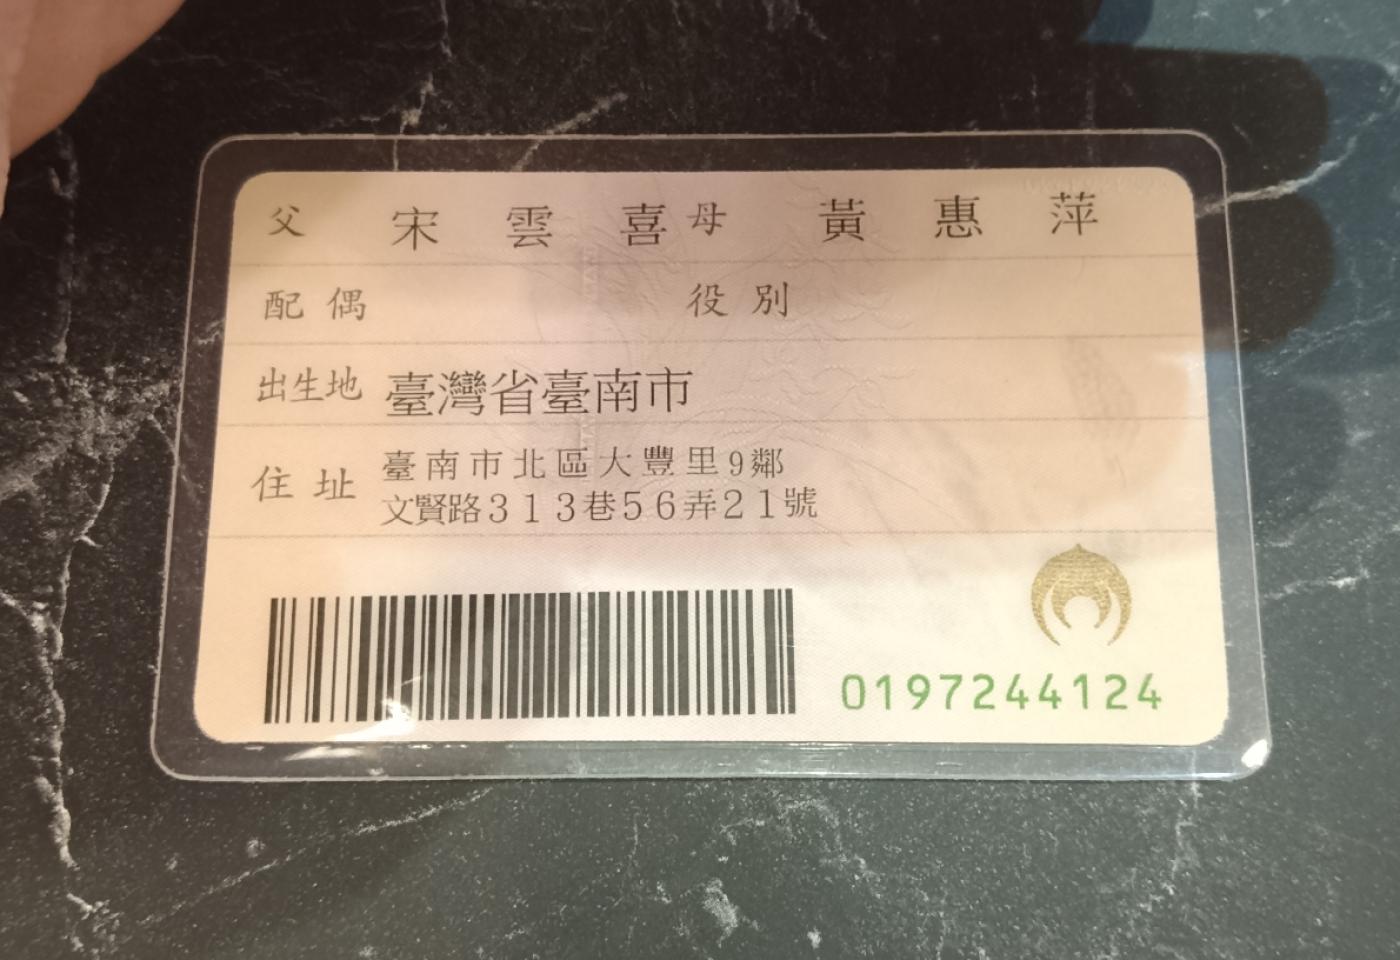 父 宋雲喜 母 黃惠萍
配偶 役別
出生地 臺灣省臺南市
住址 臺南市北區大豐里9鄰
文賢路313巷56弄21號
0197244124